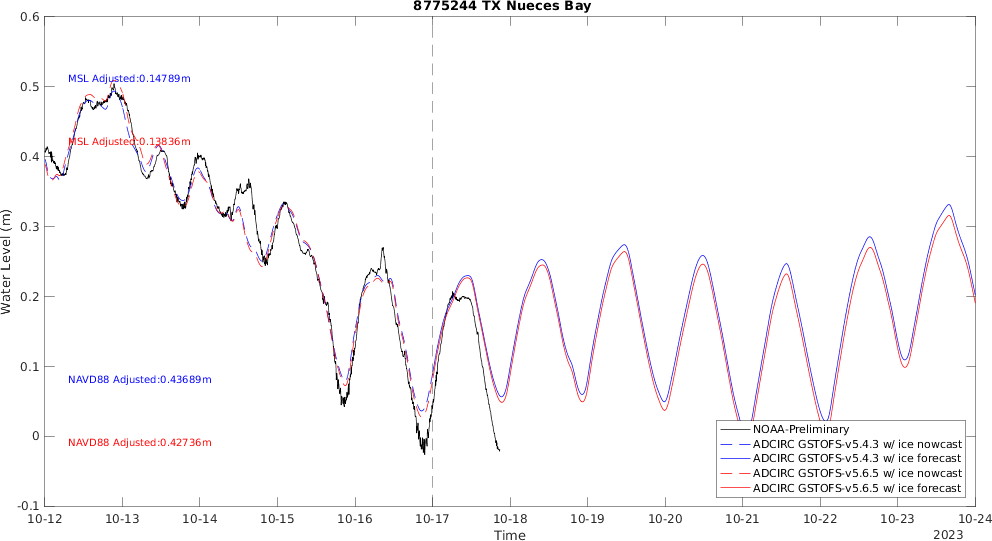 8775244 TX Nueces Bay
0.6
0.5
0.4
0.3
0.2
0.1
0
-0.1
Water Level (m)
MSL Adjusted:0.14789m
MSL Adjusted:0.13836m
NAVD88 Adjusted:0.43689m
NAVD88 Adjusted:0.42736m
NOAA-Preliminary
ADCIRC GSTOFS-v5.4.3 w/ ice nowcast
ADCIRC GSTOFS-v5.4.3 w/ ice forecast
ADCIRC GSTOFS-v5.6.5 w/ ice nowcast
ADCIRC GSTOFS-v5.6.5 w/ ice forecast
10-12 10-13 10-14 10-15 10-16 10-17 10-18 10-19 10-20 10-21 10-22 10-23 10-24
Time
2023